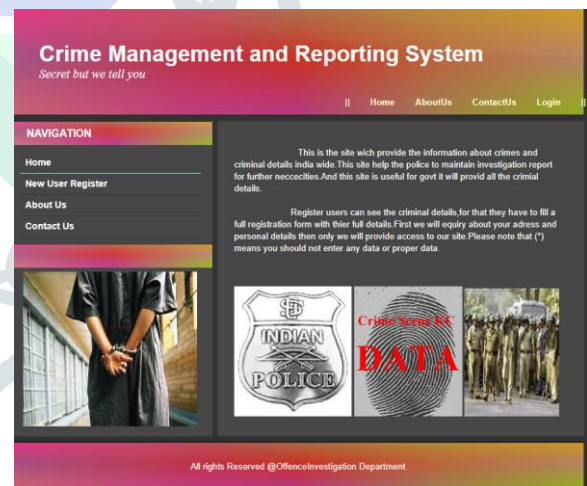 Crime Management and Reporting System
Secret but we tell you
|| Home AboutUs ContactUs Login ||
NAVIGATION
Home
New User Register
About Us
Contact Us
This is the site wich provide the information about crimes and
criminal details india wide.This site help the police to maintain investigation report
for further neccocities.And this site is useful for govt it will provid all the crimial
details.
Register users can see the criminal details,for that they have to fill a
full registration form with thier full details.First we will equiry about your adress and
personal details then only we will provide access to our site.Please note that (*)
means you should not enter any data or proper data.
INDIAN
POLICE
Crime Scene KC
DATA
All rights Reserved @OffenceInvestigation Department